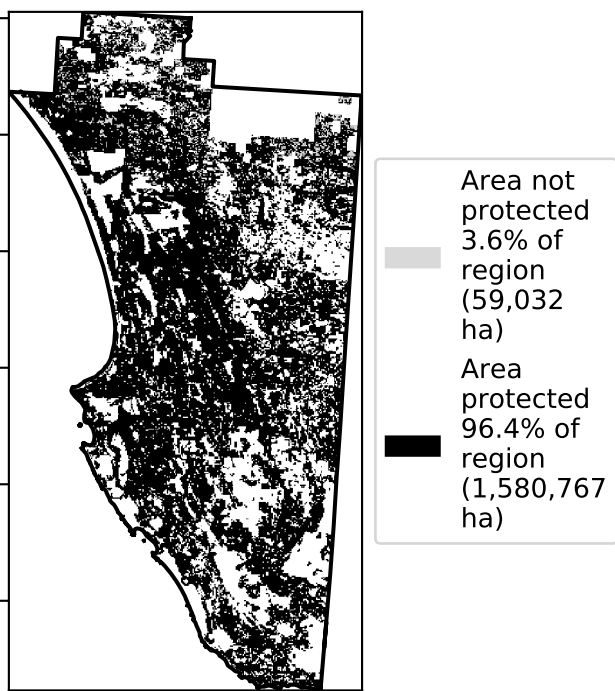 Area not
protected
3.6% of
region
(59,032
ha)
Area
protected
96.4% of
region
(1,580,767
ha)